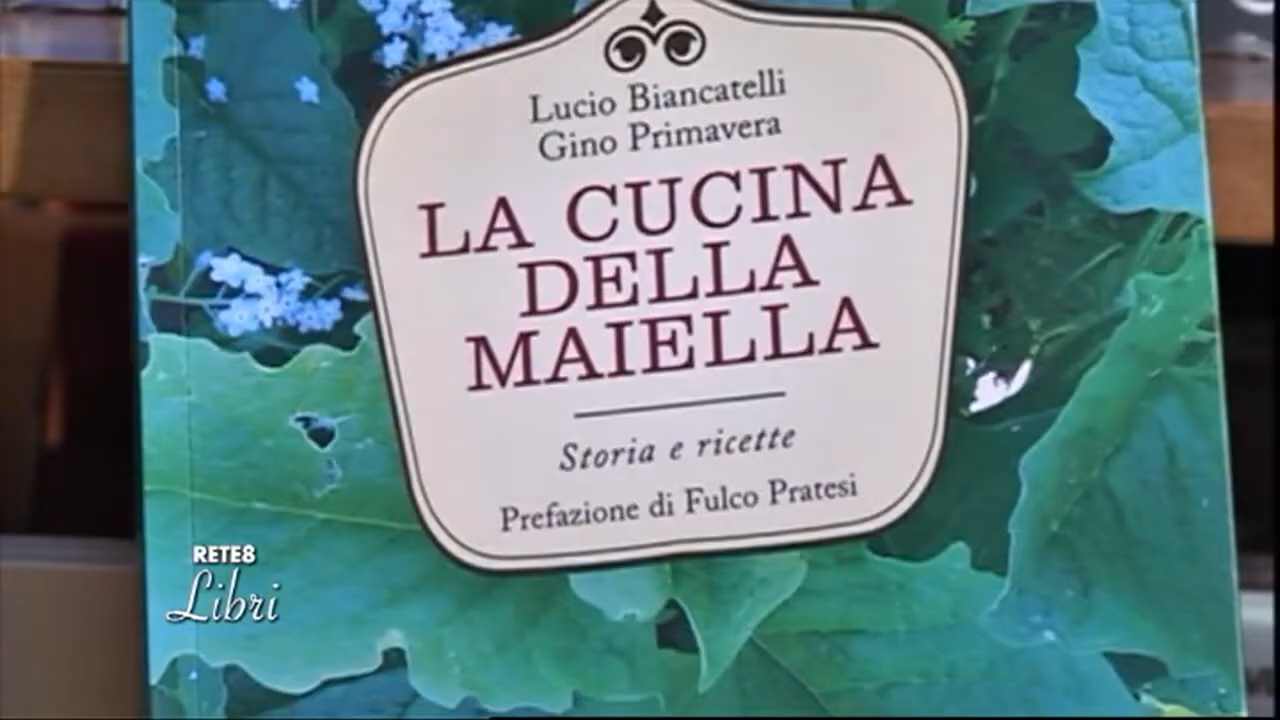 Lucio Biancatelli
Gino Primavera
LA CUCINA
DELLA
MAIELLA
Storia e ricette
Prefazione di Fulco Pratesi
RETE8
Libri